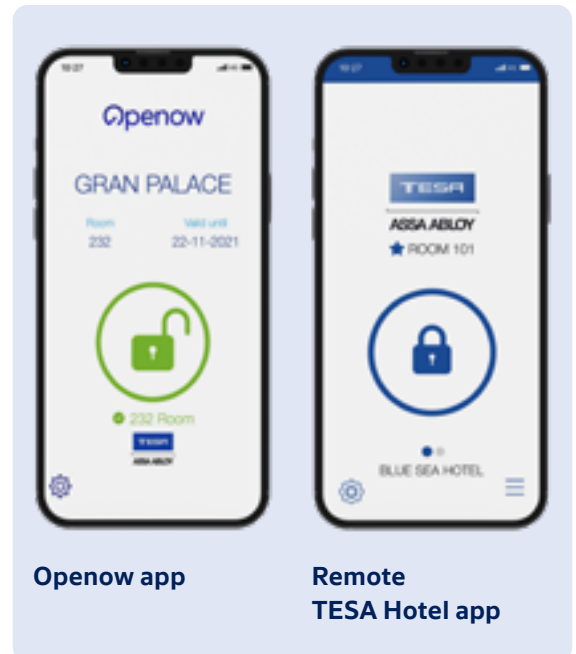 10:27
Openow
GRAN PALACE
Room
Valid until
232
22-11-2021
232 Room
TESA
ASSA ABLOY
Openow app
10:27
TESA
ASSA ABLOY
ROOM 101
BLUE SEA HOTEL
Remote
TESA Hotel app